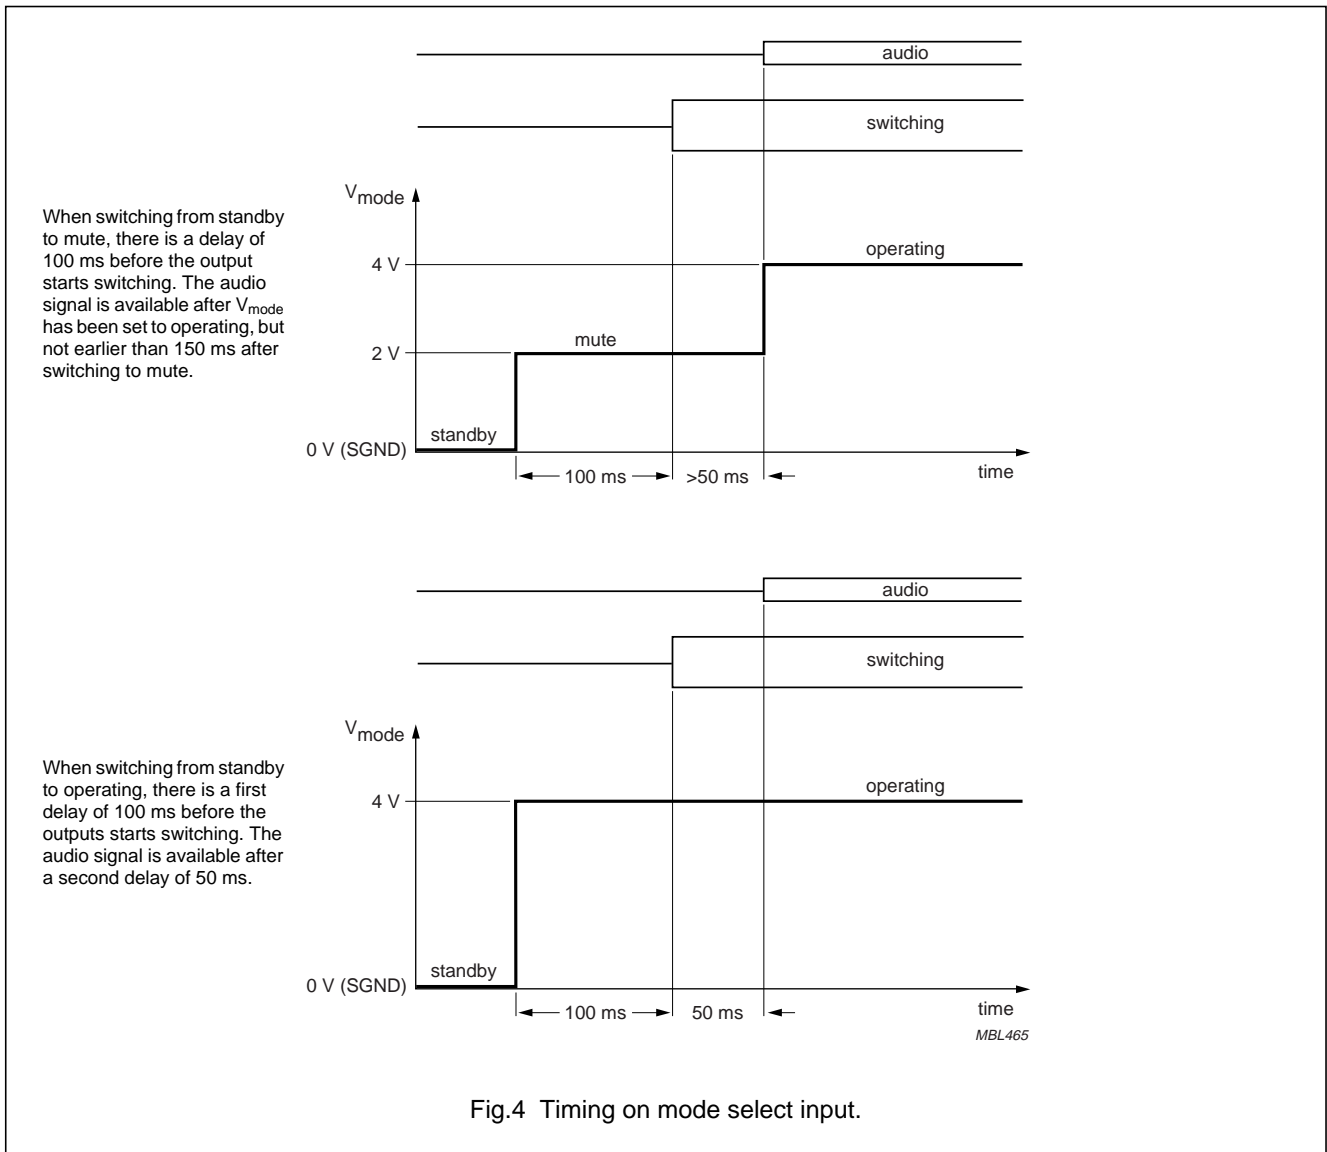 audio
switching
When switching from standby
to mute, there is a delay of
100 ms before the output
starts switching. The audio
signal is available after Vmode
has been set to operating, but
not earlier than 150 ms after
switching to mute.
Vmode
4 V
operating
2 V
mute
0 V (SGND)
standby
100 ms
>50 ms
time
audio
switching
When switching from standby
to operating, there is a first
delay of 100 ms before the
outputs starts switching. The
audio signal is available after
a second delay of 50 ms.
Vmode
4 V
operating
0 V (SGND)
standby
100 ms
50 ms
time
MBL465
Fig.4 Timing on mode select input.